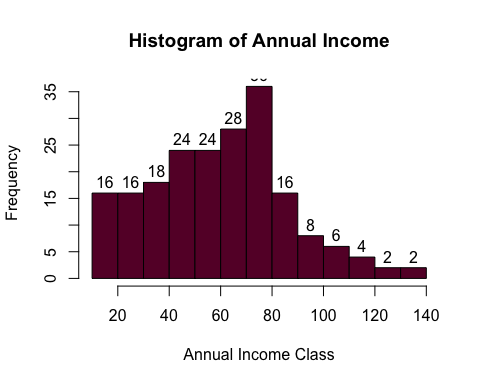 Histogram of Annual Income
Frequency
35
25
15
5
0
16 16 18 24 24 28 16 8 6 4 2 2
20 40 60 80 100 120 140
Annual Income Class